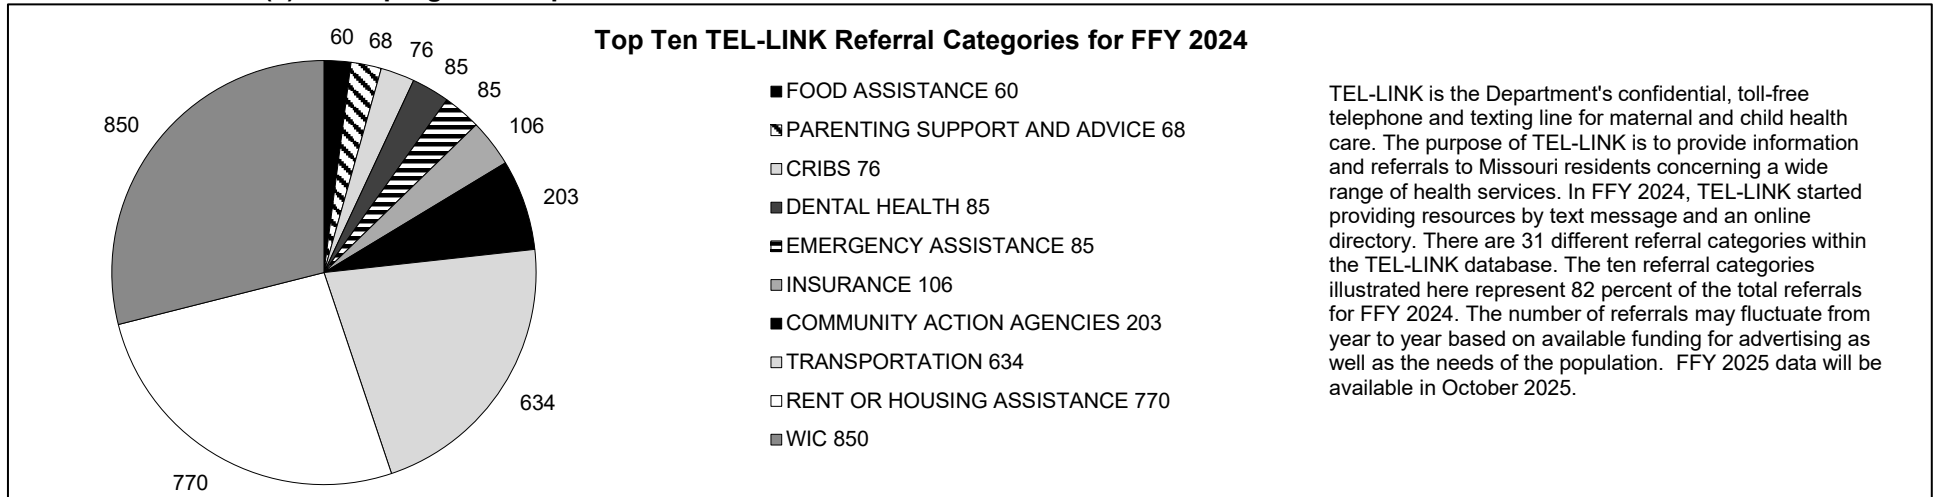 Top Ten TEL-LINK Referral Categories for FFY 2024
60
68
76
85
85
106
203
634
770
850
FOOD ASSISTANCE 60
PARENTING SUPPORT AND ADVICE 68
CRIBS 76
DENTAL HEALTH 85
EMERGENCY ASSISTANCE 85
INSURANCE 106
COMMUNITY ACTION AGENCIES 203
TRANSPORTATION 634
RENT OR HOUSING ASSISTANCE 770
WIC 850
TEL-LINK is the Department's confidential, toll-free
telephone and texting line for maternal and child health
care. The purpose of TEL-LINK is to provide information
and referrals to Missouri residents concerning a wide
range of health services. In FFY 2024, TEL-LINK started
providing resources by text message and an online
directory. There are 31 different referral categories within
the TEL-LINK database. The ten referral categories
illustrated here represent 82 percent of the total referrals
for FFY 2024. The number of referrals may fluctuate from
year to year based on available funding for advertising as
well as the needs of the population.  FFY 2025 data will be
available in October 2025.